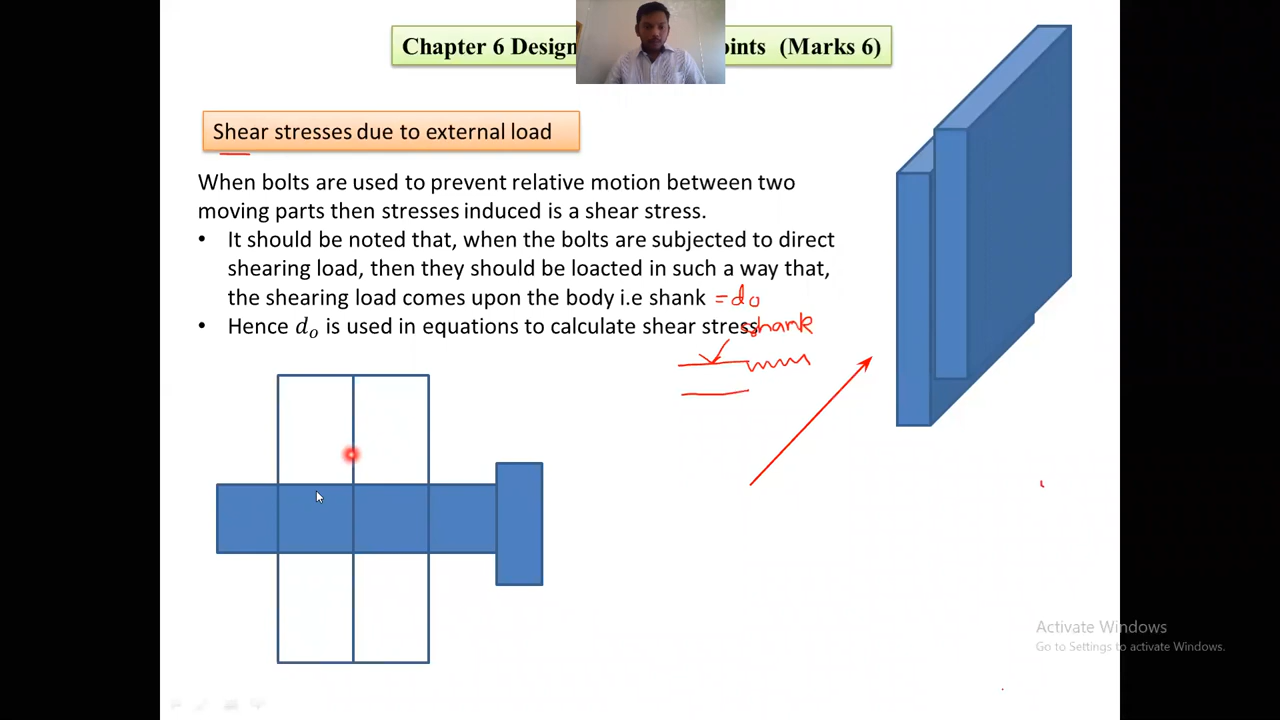 Chapter 6 Design oints (Marks 6)
Shear stresses due to external load
When bolts are used to prevent relative motion between two
moving parts then stresses induced is a shear stress.
• It should be noted that, when the bolts are subjected to direct
shearing load, then they should be loacted in such a way that,
the shearing load comes upon the body i.e shank = do
• Hence dₒ is used in equations to calculate shear stress
shank
Activate Windows
Go to Settings to activate Windows.